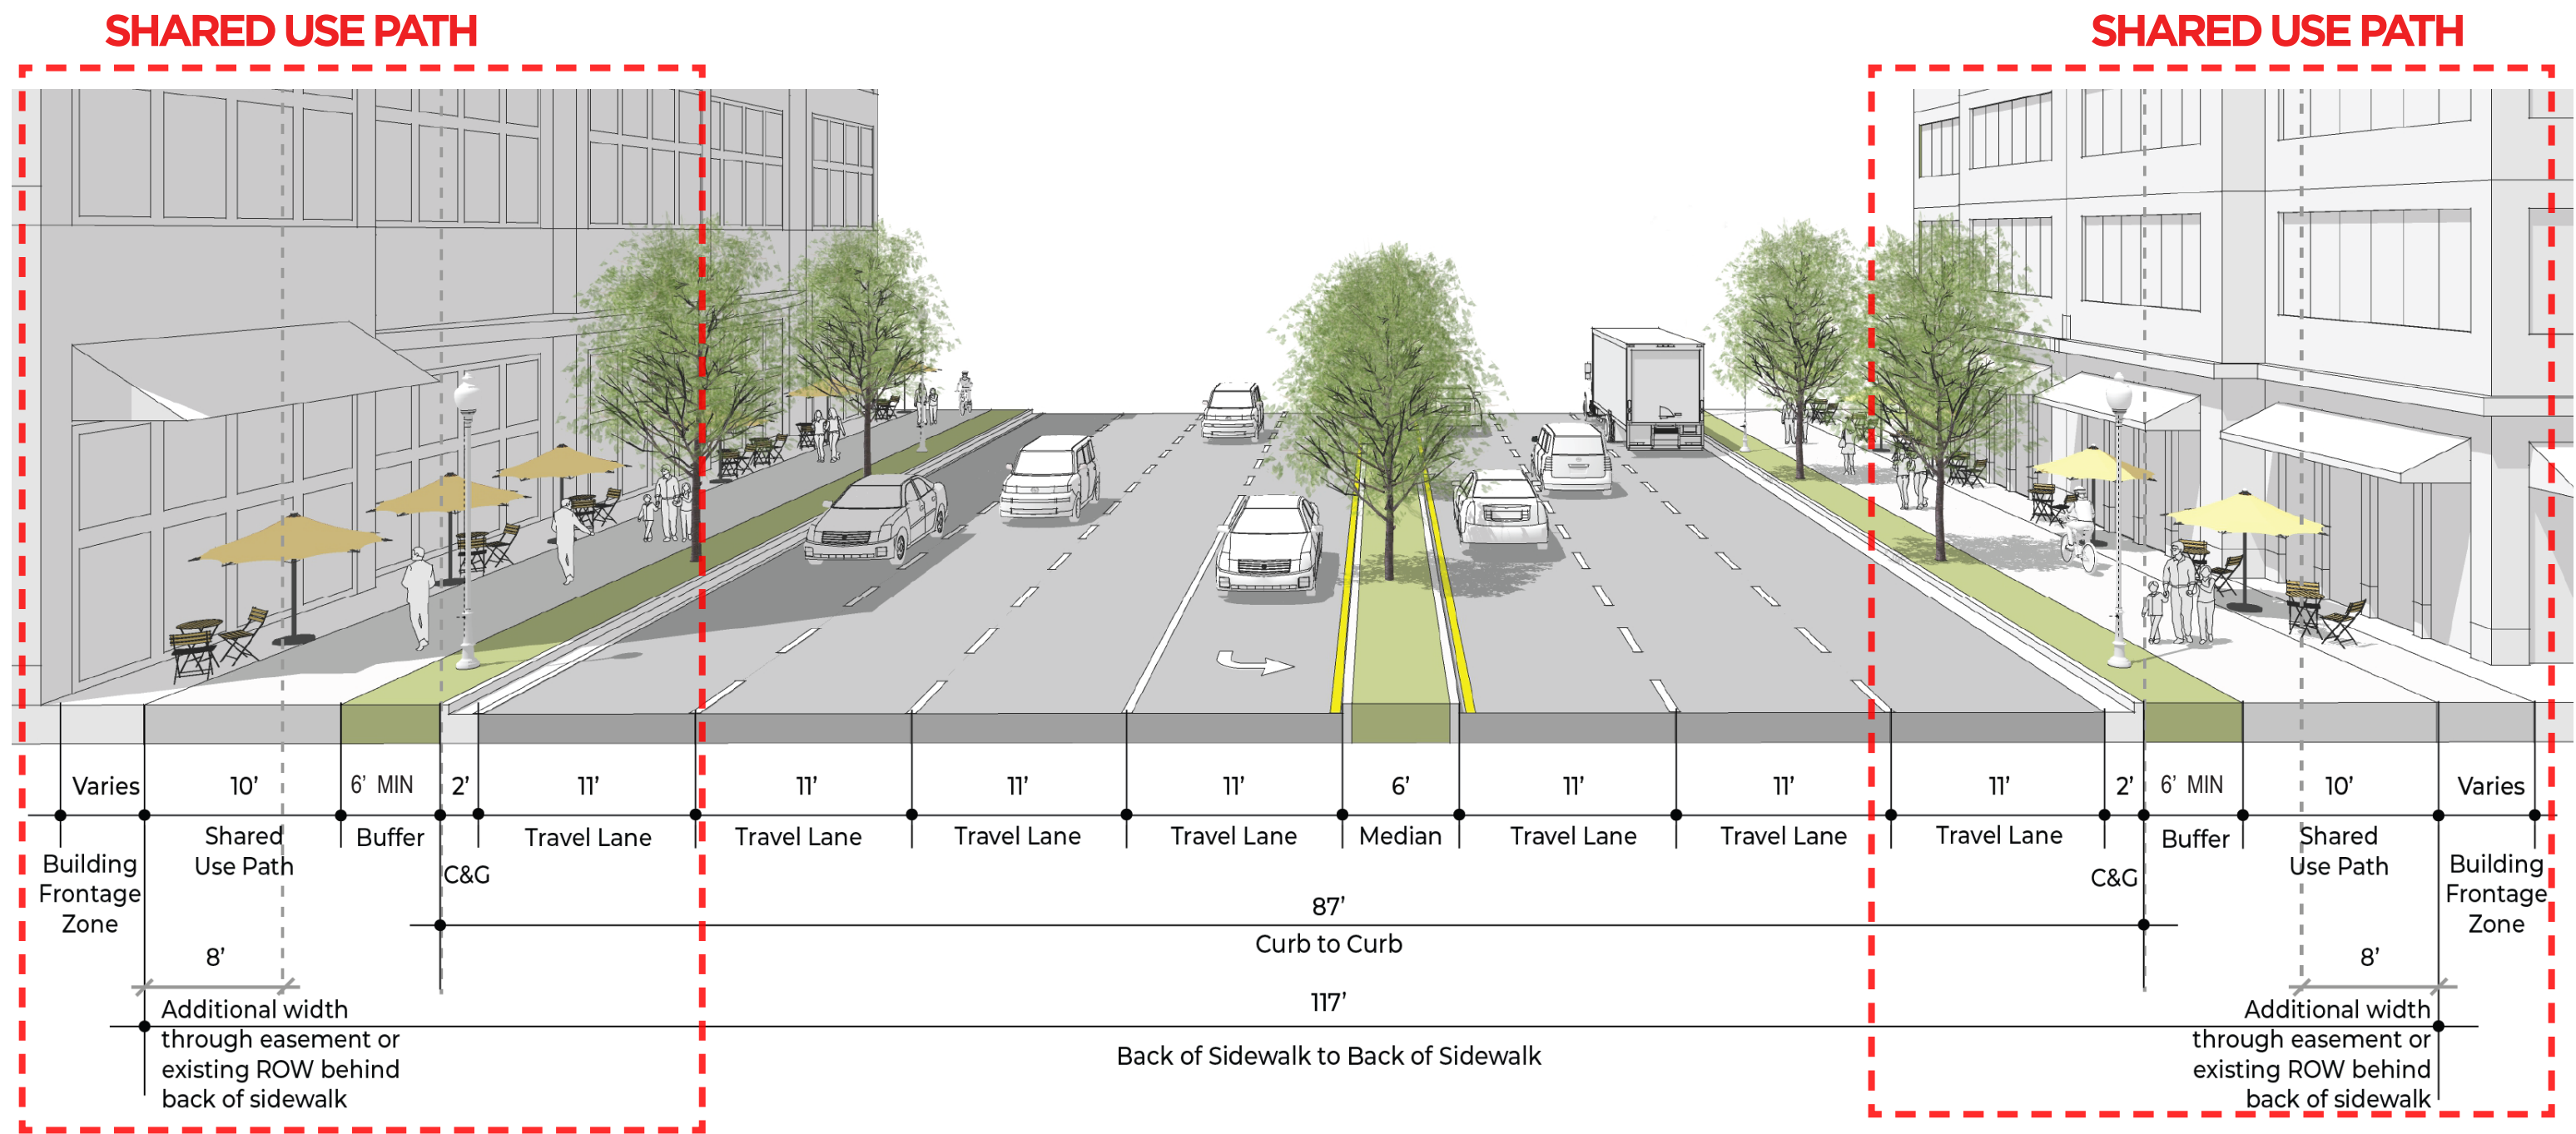 SHARED USE PATH
SHARED USE PATH
Varies
10’
6’ MIN
2’
11’
11’
11’
11’
6’
11’
11’
11’
2’
6’ MIN
10’
Varies
Building
Frontage
Zone
Shared
Use Path
Buffer
C&G
Travel Lane
Travel Lane
Travel Lane
Travel Lane
Median
Travel Lane
Travel Lane
Travel Lane
C&G
Buffer
Shared
Use Path
Building
Frontage
Zone
87’
Curb to Curb
8’
8’
117’
Back of Sidewalk to Back of Sidewalk
Additional width
through easement or
existing ROW behind
back of sidewalk
Additional width
through easement or
existing ROW behind
back of sidewalk